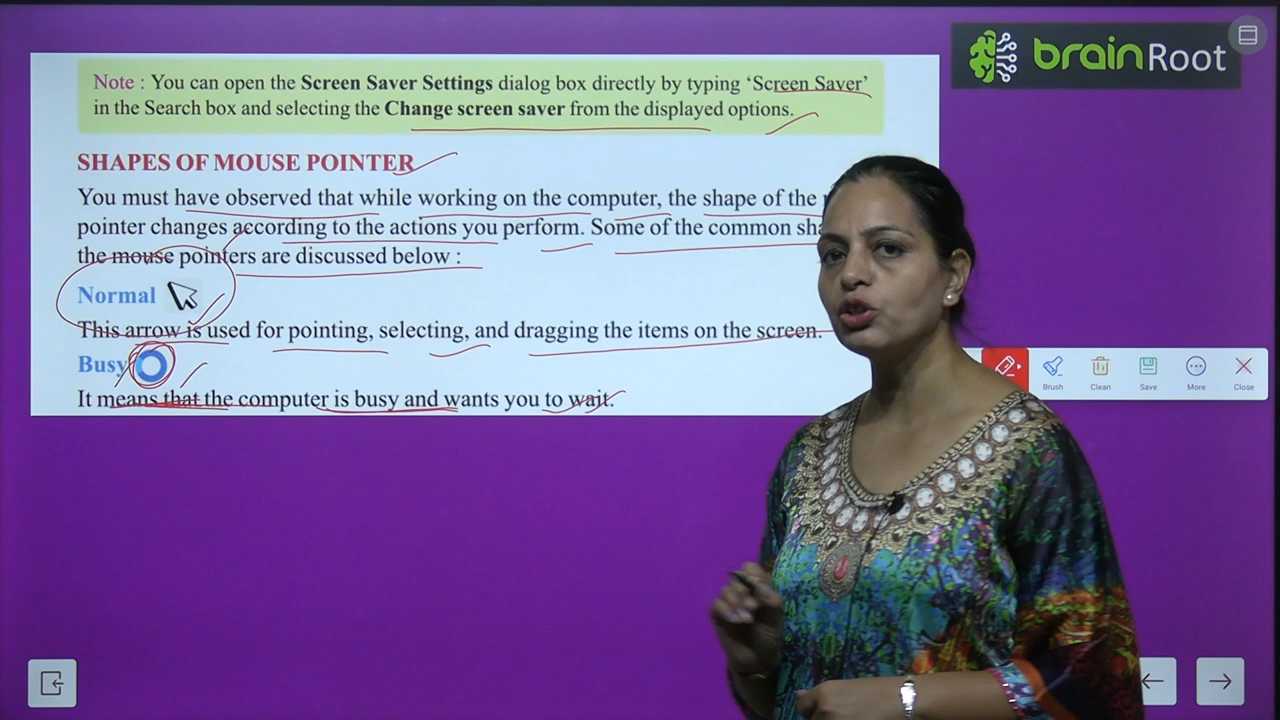 brainRoot
Note : You can open the Screen Saver Settings dialog box directly by typing ‘Screen Saver’
in the Search box and selecting the Change screen saver from the displayed options.
SHAPES OF MOUSE POINTER
You must have observed that while working on the computer, the shape of the
pointer changes according to the actions you perform. Some of the common
the mouse pointers are discussed below :
Normal
This arrow is used for pointing, selecting, and dragging the items on the screen.
Busy
It means that the computer is busy and wants you to wait.
Brush Clean Save More Close